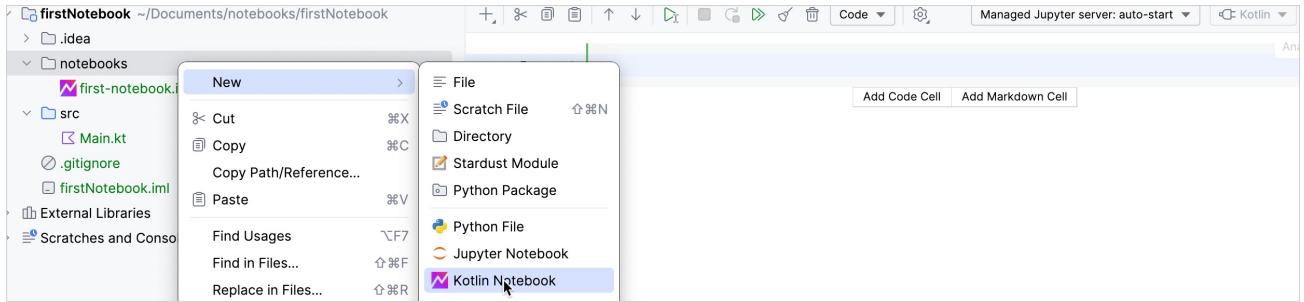 firstNotebook ~/Documents/notebooks/firstNotebook
Code
Managed Jupyter server: auto-start
Kotlin
.idea
notebooks
first-notebook.i
src
Main.kt
.gitignore
firstNotebook.iml
External Libraries
Scratches and Conso
New
Cut ⌘X
Copy ⌘C
Copy Path/Reference...
Paste ⌘V
Find Usages ⌥F7
Find in Files... ⇧⌘F
Replace in Files... ⇧⌘R
File
Scratch File ⇧⌘N
Directory
Stardust Module
Python Package
Python File
Jupyter Notebook
Kotlin Notebook
Ana
Add Code Cell Add Markdown Cell